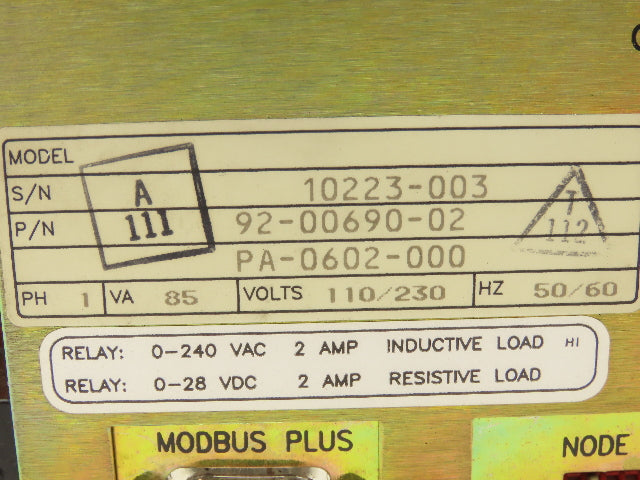 MODEL
S/N 10223-003
P/N 92-00690-02
PA-0602-000
A
111
T
112
PH 1 VA 85 VOLTS 110/230 HZ 50/60
RELAY: 0-240 VAC 2 AMP INDUCTIVE LOAD HI
RELAY: 0-28 VDC 2 AMP RESISTIVE LOAD
MODBUS PLUS
NODE